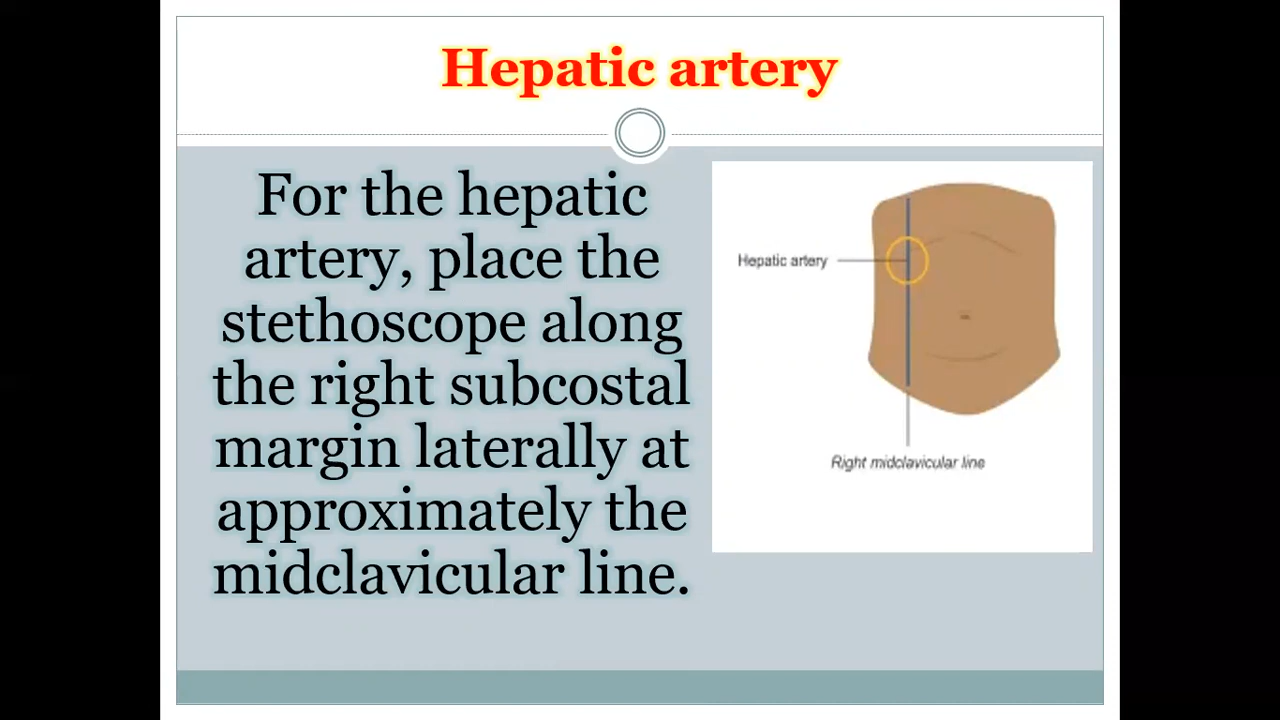 Hepatic artery
For the hepatic
artery, place the
stethoscope along
the right subcostal
margin laterally at
approximately the
midclavicular line.
Hepatic artery
Right midclavicular line